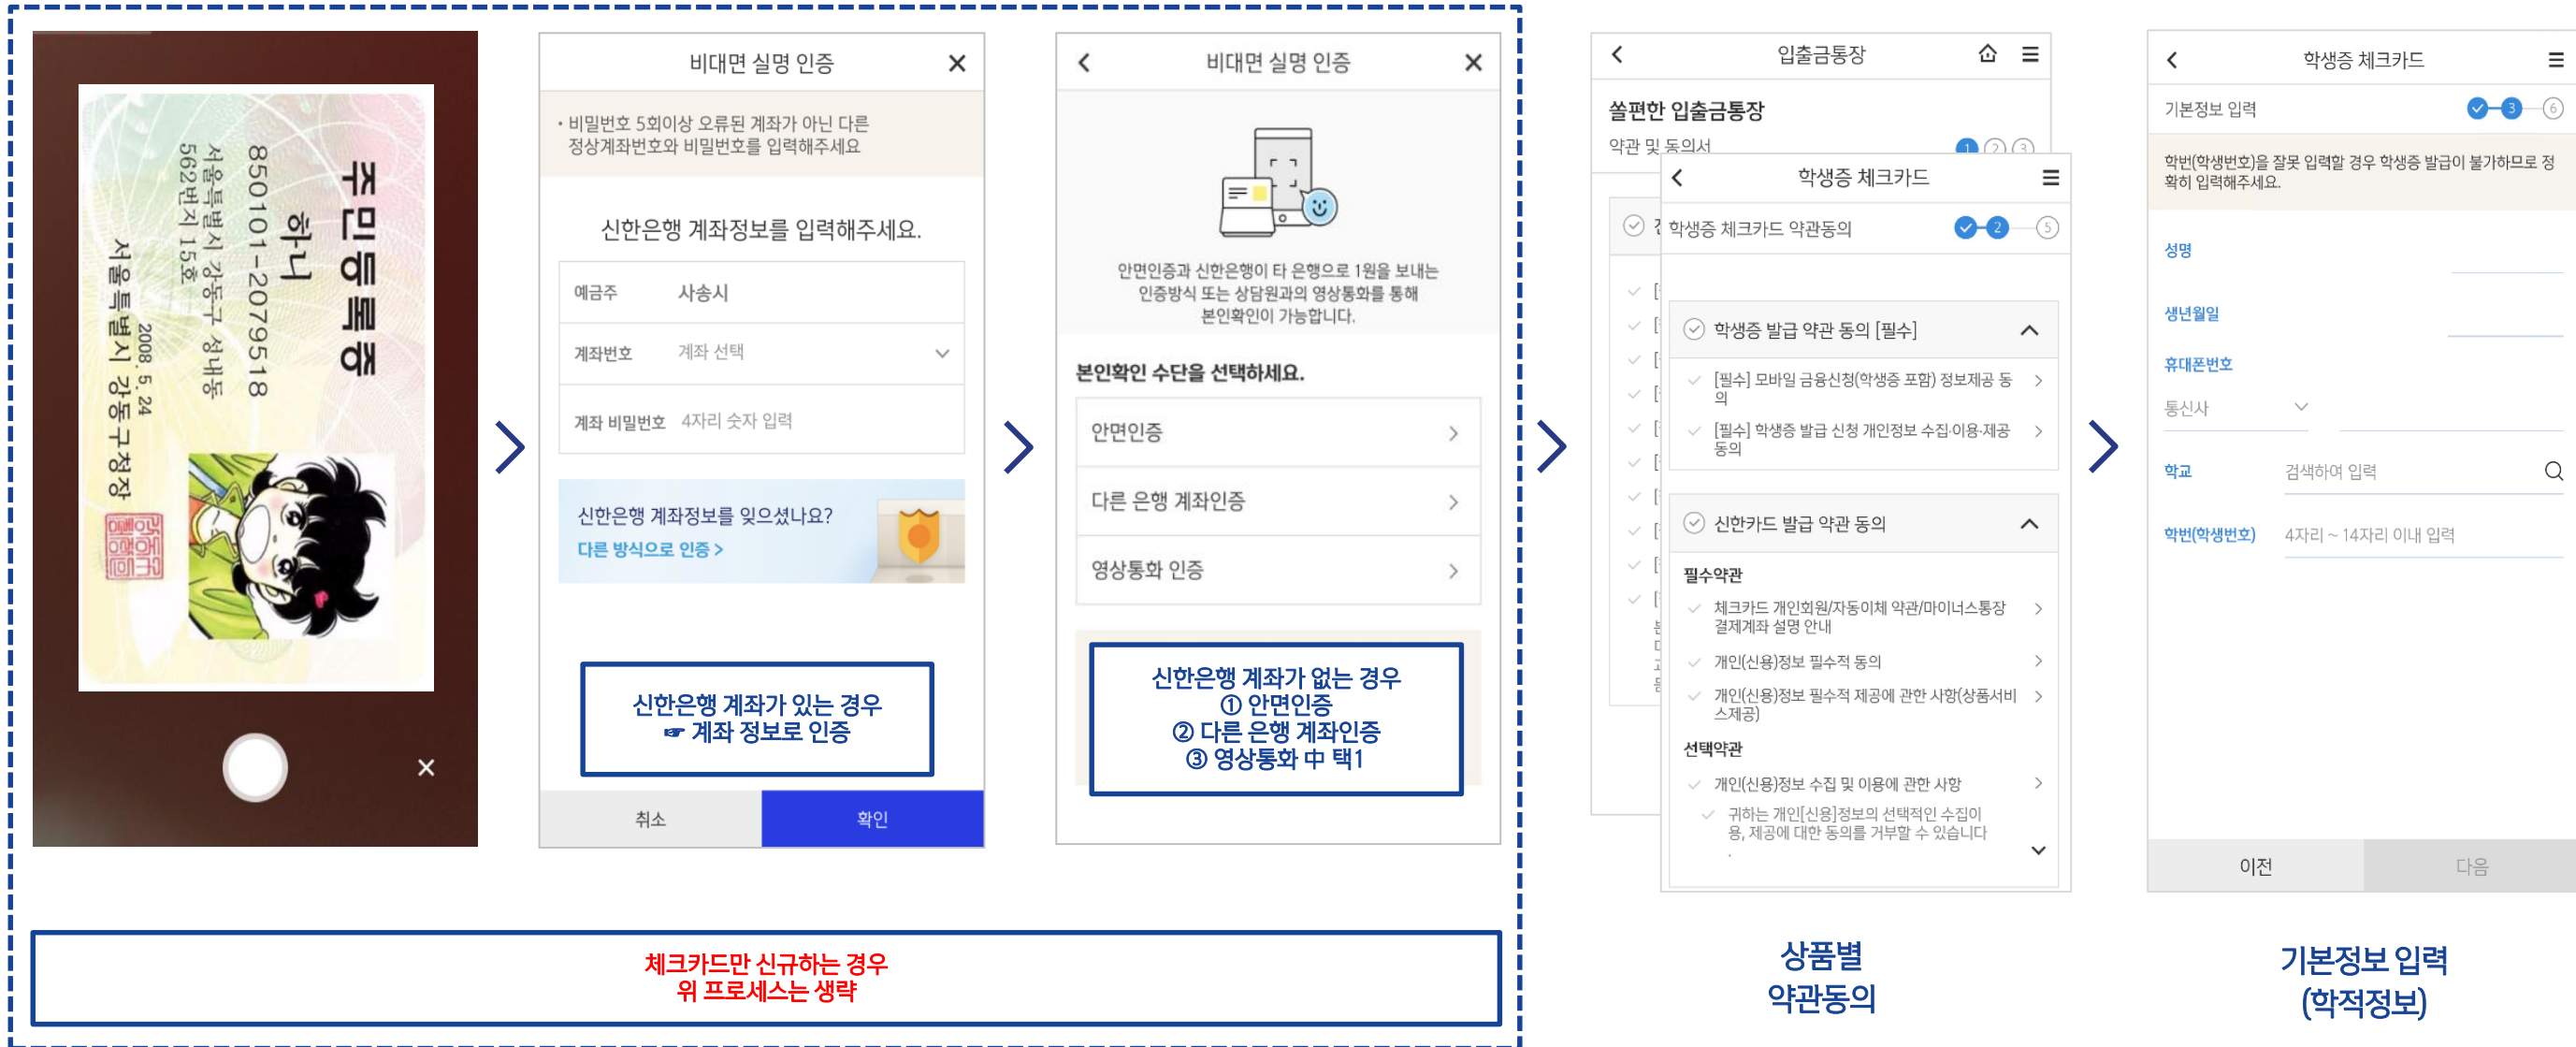 주민등록증
하니
850101-2079518
서울특별시 강동구 성내동
562번지 15호
2008. 5. 24
서울특별시 강동구청장
비대면 실명 인증
• 비밀번호 5회이상 오류된 계좌가 아닌 다른
정상계좌번호와 비밀번호를 입력해주세요
신한은행 계좌정보를 입력해주세요.
예금주 사송시
계좌번호 계좌 선택
계좌 비밀번호 4자리 숫자 입력
신한은행 계좌정보를 잊으셨나요?
다른 방식으로 인증 >
신한은행 계좌가 있는 경우
☞ 계좌 정보로 인증
취소 확인
비대면 실명 인증
안면인증과 신한은행이 타 은행으로 1원을 보내는
인증방식 또는 상담원과의 영상통화를 통해
본인확인이 가능합니다.
본인확인 수단을 선택하세요.
안면인증
다른 은행 계좌인증
영상통화 인증
신한은행 계좌가 없는 경우
① 안면인증
② 다른 은행 계좌인증
③ 영상통화 中 택1
체크카드만 신규하는 경우
위 프로세스는 생략
입출금통장
쏠편한 입출금통장
약관 및 동의서
1 2 3
학생증 체크카드
학생증 체크카드 약관동의
2 5
학생증 발급 약관 동의 [필수]
[필수] 모바일 금융신청(학생증 포함) 정보제공 동
의
[필수] 학생증 발급 신청 개인정보 수집·이용·제공
동의
신한카드 발급 약관 동의
필수약관
체크카드 개인회원/자동이체 약관/마이너스통장
결제계좌 설명 안내
개인(신용)정보 필수적 동의
개인(신용)정보 필수적 제공에 관한 사항(상품서비
스제공)
선택약관
개인(신용)정보 수집 및 이용에 관한 사항
귀하는 개인[신용]정보의 선택적인 수집이
용, 제공에 대한 동의를 거부할 수 있습니다
.
상품별
약관동의
학생증 체크카드
기본정보 입력
3 6
학번(학생번호)을 잘못 입력할 경우 학생증 발급이 불가하므로 정
확히 입력해주세요.
성명
생년월일
휴대폰번호
통신사
학교 검색하여 입력
학번(학생번호) 4자리 ~ 14자리 이내 입력
이전 다음
기본정보 입력
(학적정보)